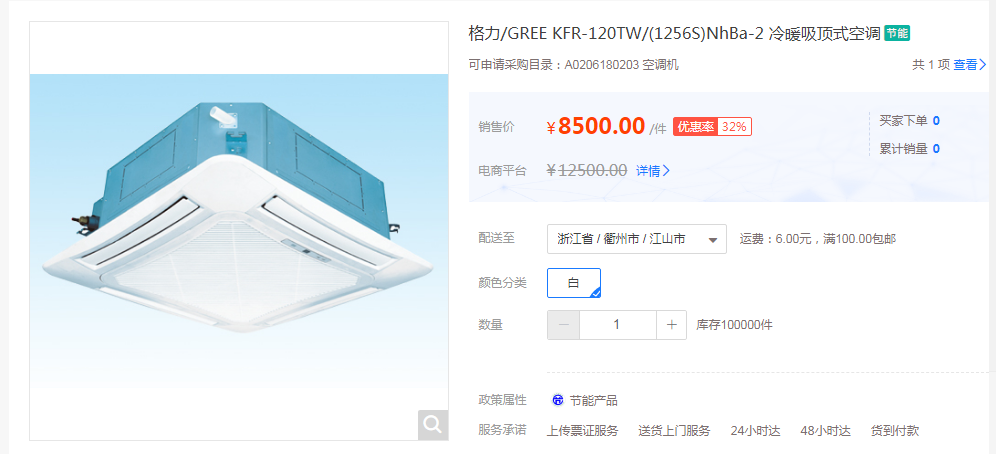 格力/GREE KFR-120TW/(1256S)NhBa-2 冷暖吸顶式空调 节能
可申请采购目录：A0206180203 空调机 共 1 项 查看
销售价 ¥8500.00 /件 优惠率 32% 买家下单 0
累计销量 0
电商平台 ¥12500.00 详情
配送至 浙江省 / 衢州市 / 江山市 运费：6.00元，满100.00包邮
颜色分类 白
数量 － 1 ＋ 库存100000件
政策属性 节能产品
服务承诺 上传票证服务 送货上门服务 24小时达 48小时达 货到付款